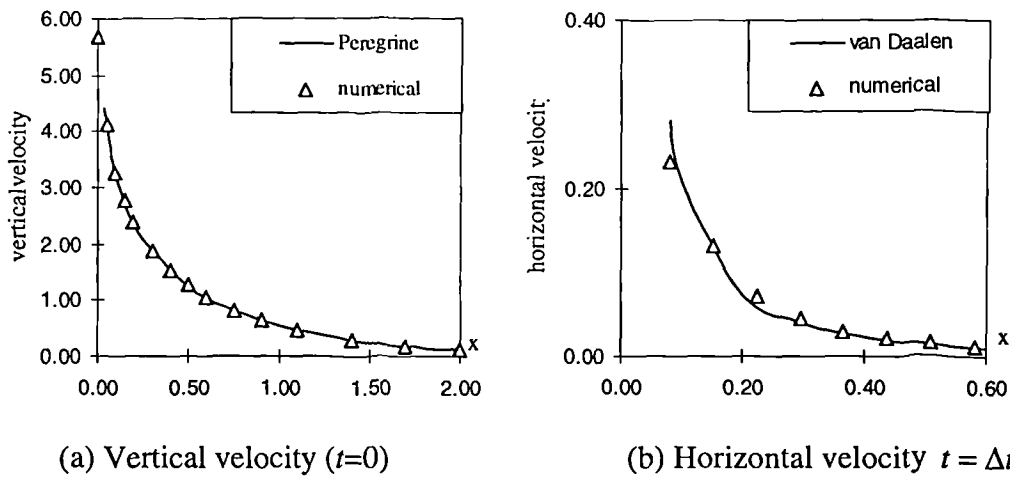 6.00
5.00
4.00
3.00
2.00
1.00
0.00
vertical velocity
Peregrine
numerical
0.00 0.50 1.00 1.50 2.00
x
(a) Vertical velocity (t=0)
0.40
0.20
0.00
horizontal velocit
van Daalen
numerical
0.00 0.20 0.40 0.60
x
(b) Horizontal velocity t = Δt